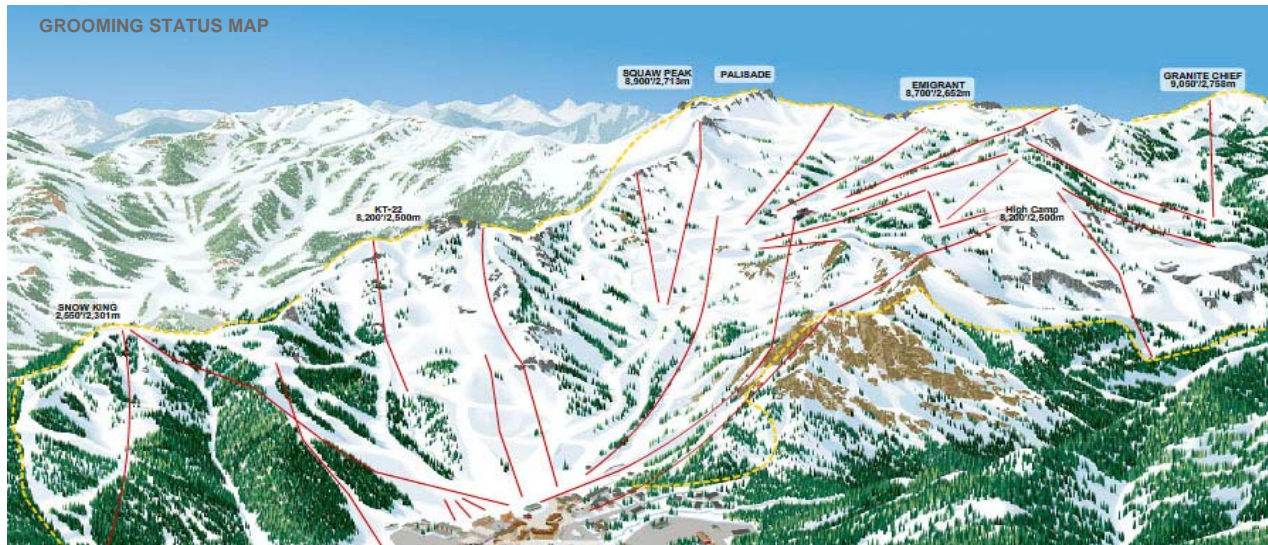 GROOMING STATUS MAP
SQUAW PEAK
8,900'/2,713m
PALISADE
EMIGRANT
8,700'/2,652m
GRANITE CHIEF
9,050'/2,758m
KT-22
8,200'/2,500m
High Camp
8,200'/2,500m
SNOW KING
2,550'/2,301m